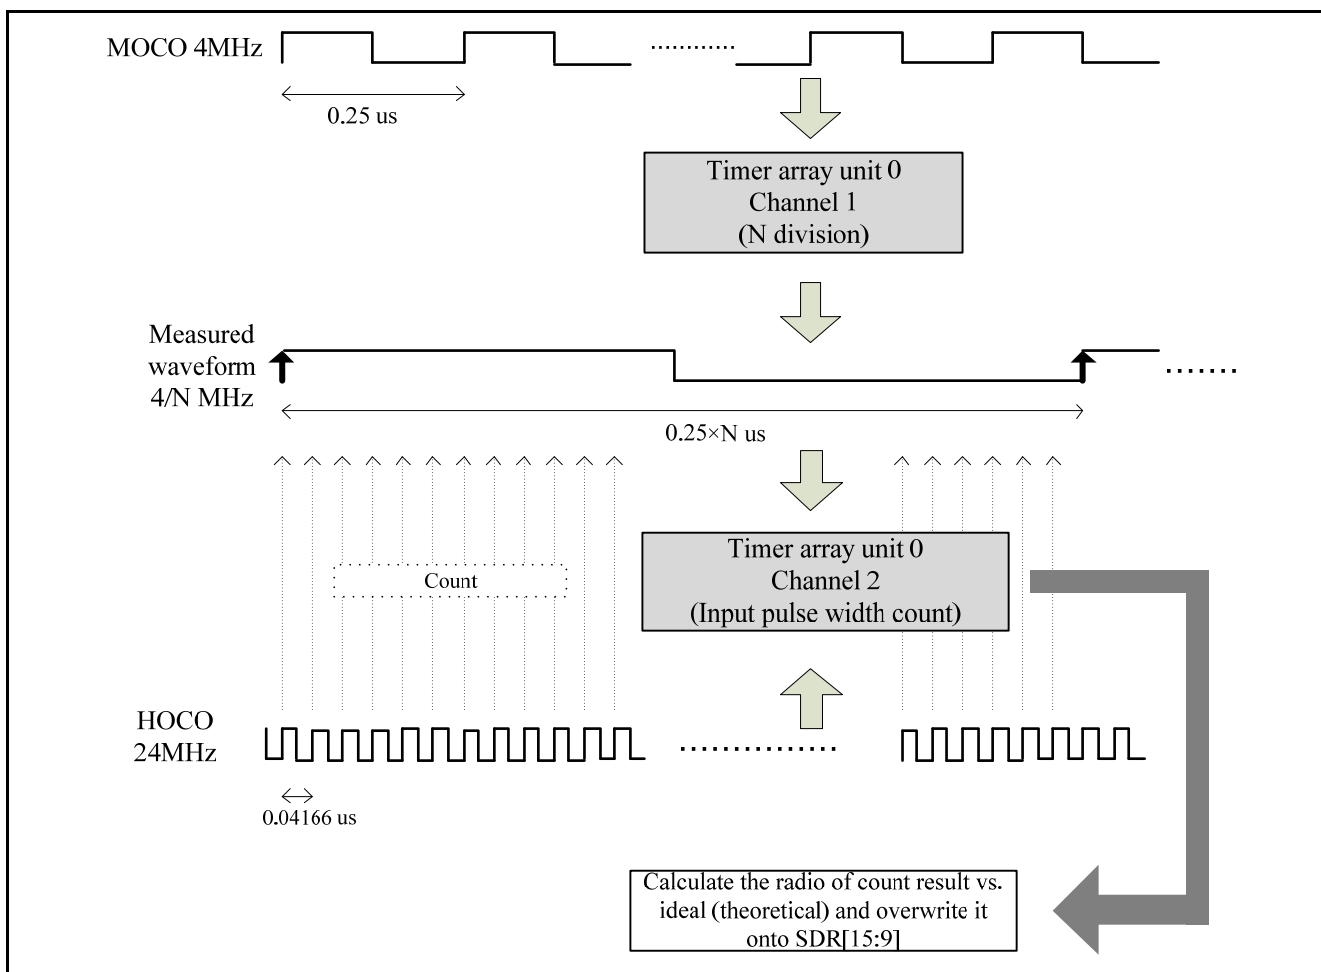 MOCO 4MHz
0.25 us
Timer array unit 0
Channel 1
(N division)
Measured
waveform
4/N MHz
0.25×N us
Timer array unit 0
Channel 2
(Input pulse width count)
Count
HOCO
24MHz
0.04166 us
Calculate the radio of count result vs.
ideal (theoretical) and overwrite it
onto SDR[15:9]